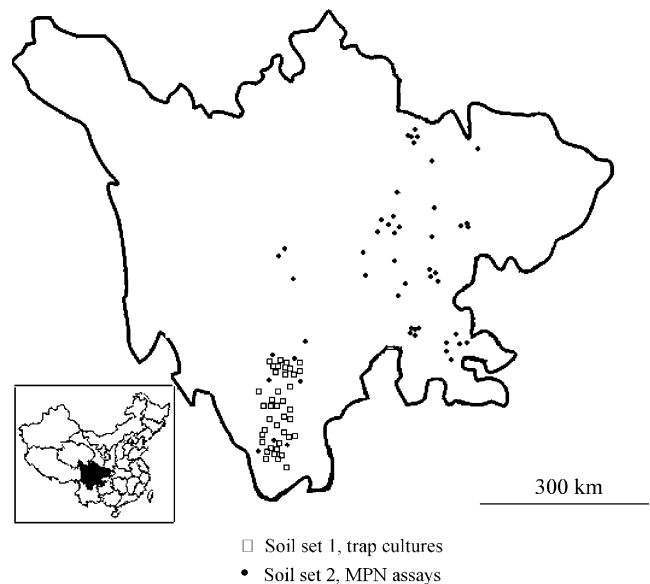 300 km
Soil set 1, trap cultures
Soil set 2, MPN assays